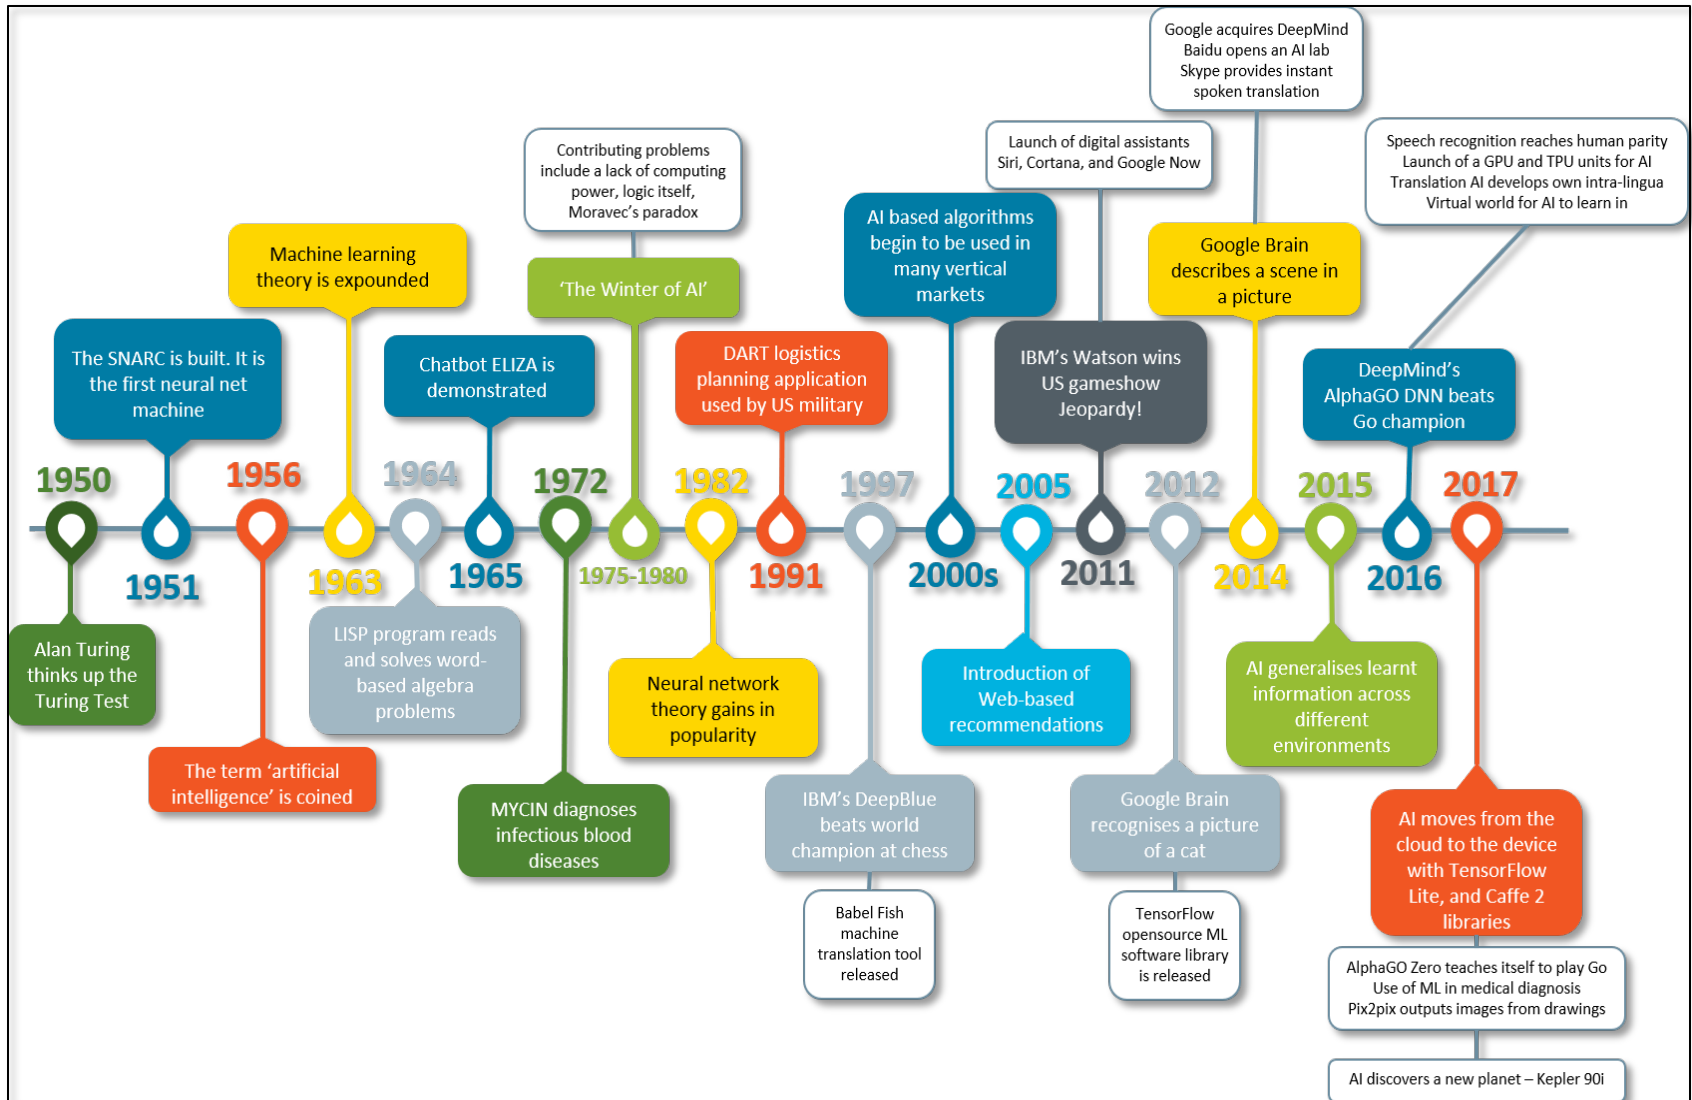 Google acquires DeepMind
Baidu opens an AI lab
Skype provides instant
spoken translation
Contributing problems
include a lack of computing
power, logic itself,
Moravec's paradox
Launch of digital assistants
Siri, Cortana, and Google Now
Speech recognition reaches human parity
Launch of a GPU and TPU units for AI
Translation AI develops own intra-lingua
Virtual world for AI to learn in
Machine learning
theory is expounded
'The Winter of AI'
AI based algorithms
begin to be used in
many vertical
markets
Google Brain
describes a scene in
a picture
The SNARC is built. It is
the first neural net
machine
Chatbot ELIZA is
demonstrated
DART logistics
planning application
used by US military
IBM's Watson wins
US gameshow
Jeopardy!
DeepMind's
AlphaGO DNN beats
Go champion
1950
1956
1964
1972
1982
1997
2005
2012
2015
2017
1951
1963
1965
1975-1980
1991
2000s
2011
2014
2016
Alan Turing
thinks up the
Turing Test
LISP program reads
and solves word-
based algebra
problems
Neural network
theory gains in
popularity
Introduction of
Web-based
recommendations
AI generalises learnt
information across
different
environments
The term 'artificial
intelligence' is coined
MYCIN diagnoses
infectious blood
diseases
IBM's DeepBlue
beats world
champion at chess
Google Brain
recognises a picture
of a cat
AI moves from the
cloud to the device
with TensorFlow
Lite, and Caffe 2
libraries
Babel Fish
machine
translation tool
released
TensorFlow
opensource ML
software library
is released
AlphaGO Zero teaches itself to play Go
Use of ML in medical diagnosis
Pix2pix outputs images from drawings
AI discovers a new planet – Kepler 90i